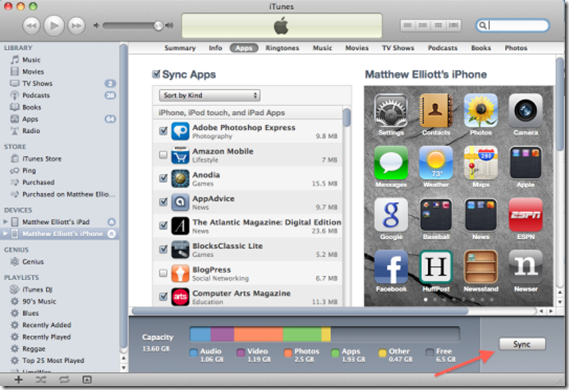 iTunes
Summary Info Apps Ringtones Music Movies TV Shows Podcasts Books Photos
LIBRARY
Music
Movies
TV Shows 2
Podcasts
Books
Apps
Radio
STORE
iTunes Store
Ping
Purchased
Purchased on Matthew Ellio...
DEVICES
Matthew Elliott's iPad
Matthew Elliott's iPhone
GENIUS
Genius
PLAYLISTS
iTunes DJ
90's Music
Blues
Recently Added
Recently Played
Reggae
Top 25 Most Played
Sync Apps
Sort by Kind
iPhone, iPod touch, and iPad Apps
Adobe Photoshop Express
Photography 9.8 MB
Amazon Mobile
Lifestyle 7 MB
Anodia
Games 15.5 MB
AppAdvice
News 9.7 MB
The Atlantic Magazine: Digital Edition
News 23.6 MB
BlocksClassic Lite
Games 5.2 MB
BlogPress
Social Networking 6.7 MB
arts
Computer Arts Magazine
Education 11.3 MB
Matthew Elliott's iPhone
Settings Contacts Photos Camera
73°
280
Messages Weather Maps Apple
g
ESPN
Google Baseball News ESPN
f H n
Facebook HuffPost Newsstand Newser
Capacity
13.60 GB
Audio Video Photos Apps Other Free
1.06 GB 1.19 GB 2.5 GB 1.93 GB 0.47 GB 6.5 GB
Sync